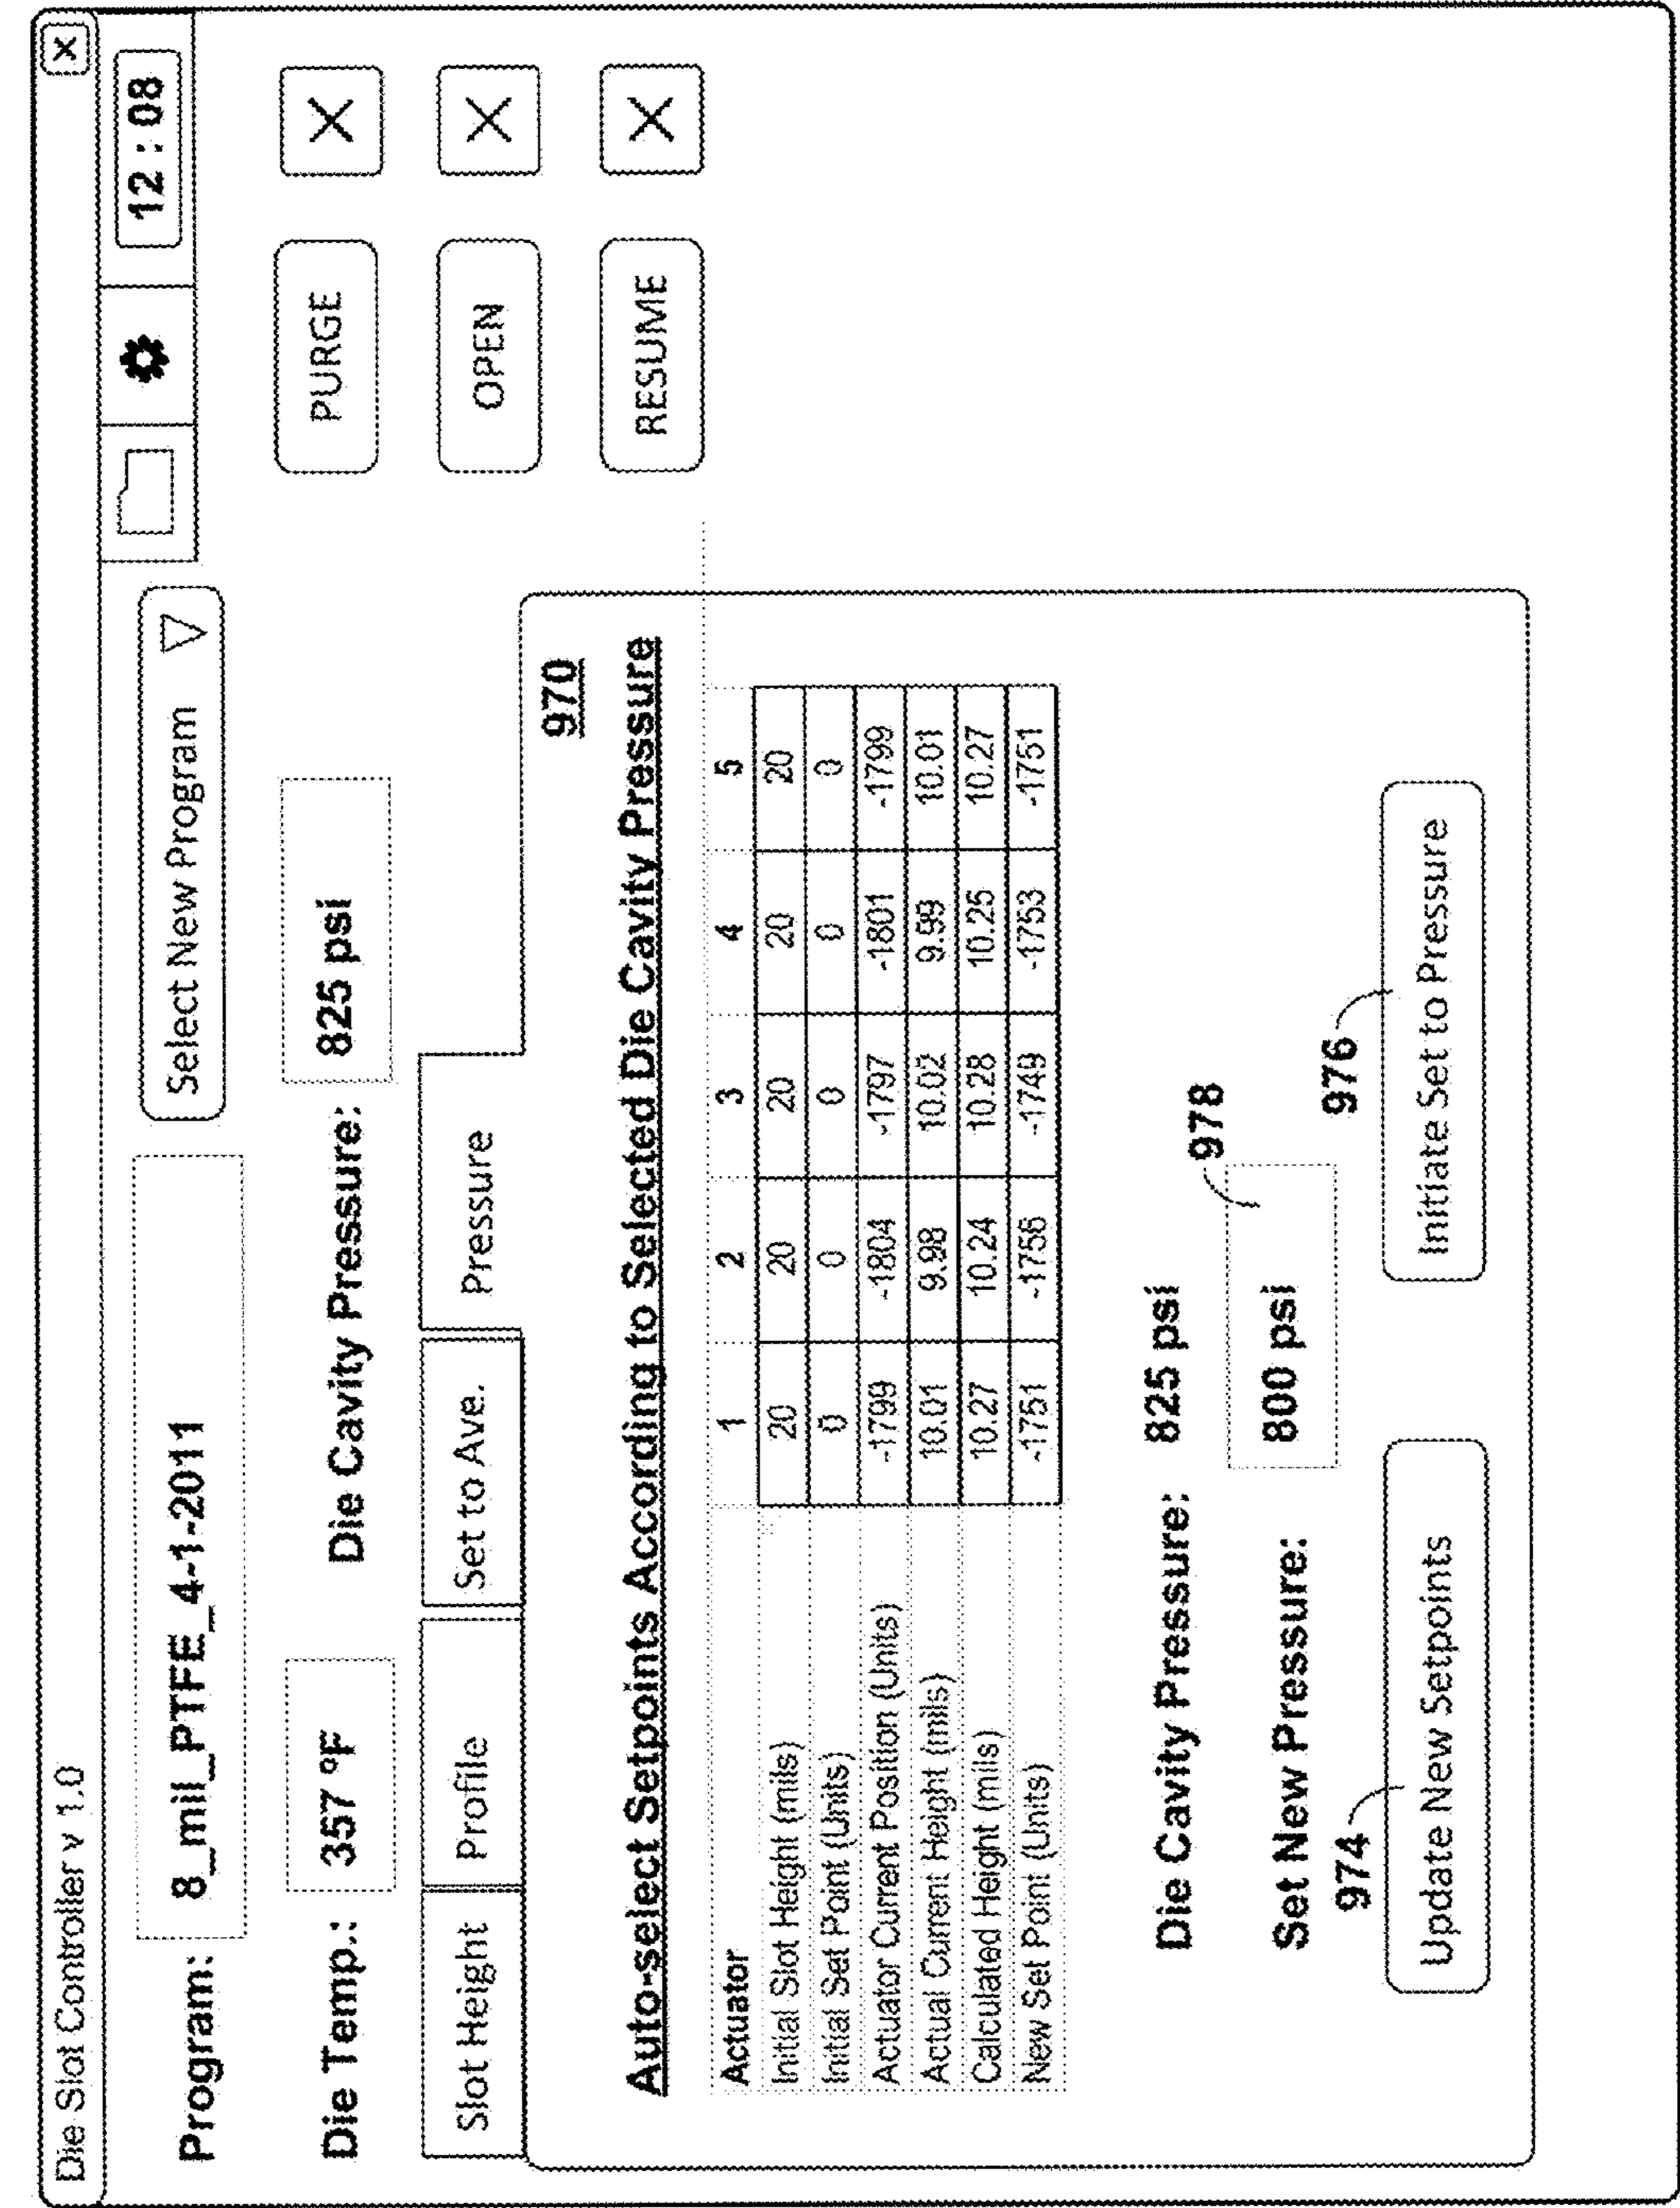 Die Slot Controller v 1.0 X
12 : 08
Program: 8_mil_PTFE_4-1-2011 Select New Program
Die Temp.: 357 °F Die Cavity Pressure: 825 psi
PURGE X
OPEN X
RESUME X
Slot Height Profile Set to Ave. Pressure
970
Auto-select Setpoints According to Selected Die Cavity Pressure
Actuator 1 2 3 4 5
Initial Slot Height (mils) 20 20 20 20 20
Initial Set Point (Units) 0 0 0 0 0
Actuator Current Position (Units) -1799 -1804 -1797 -1801 -1799
Actual Current Height (mils) 10.01 9.98 10.02 9.99 10.01
Calculated Height (mils) 10.27 10.24 10.28 10.25 10.27
New Set Point (Units) -1751 -1756 -1749 -1753 -1751
Die Cavity Pressure: 825 psi
978
Set New Pressure: 800 psi
974 976
Update New Setpoints Initiate Set to Pressure